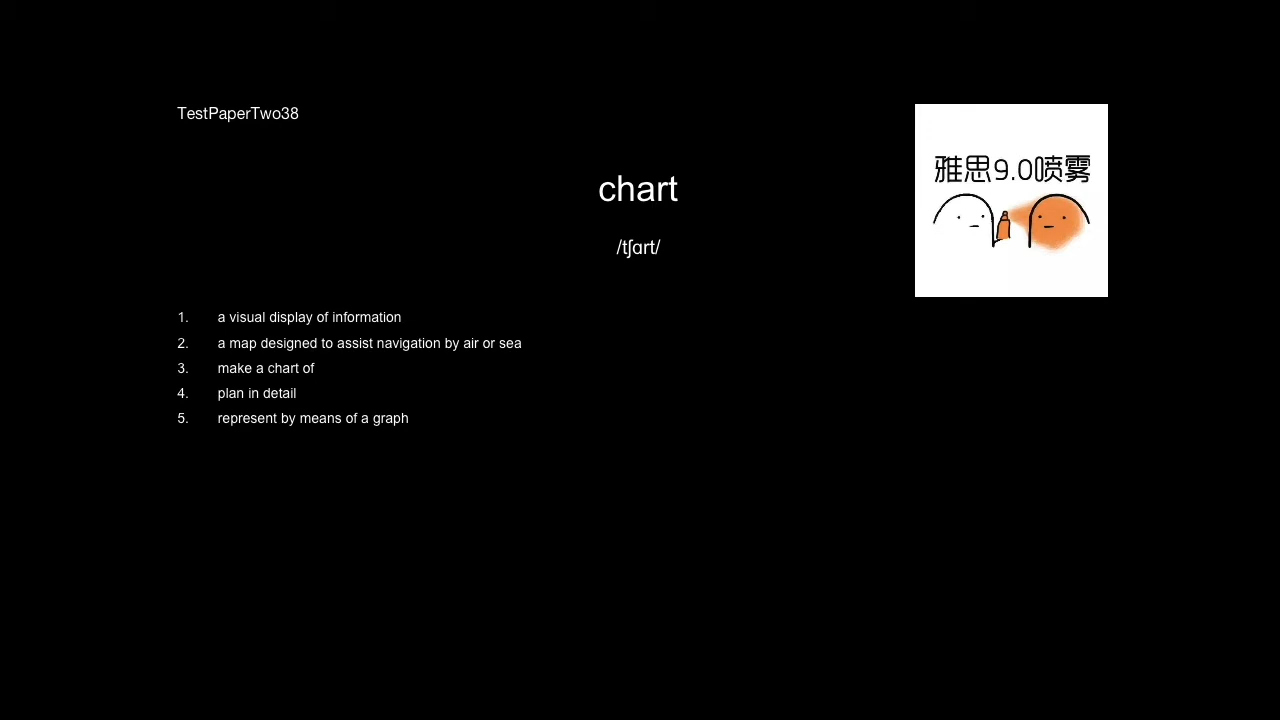 TestPaperTwo38
雅思9.0喷雾
chart
/tʃɑrt/
1. a visual display of information
2. a map designed to assist navigation by air or sea
3. make a chart of
4. plan in detail
5. represent by means of a graph